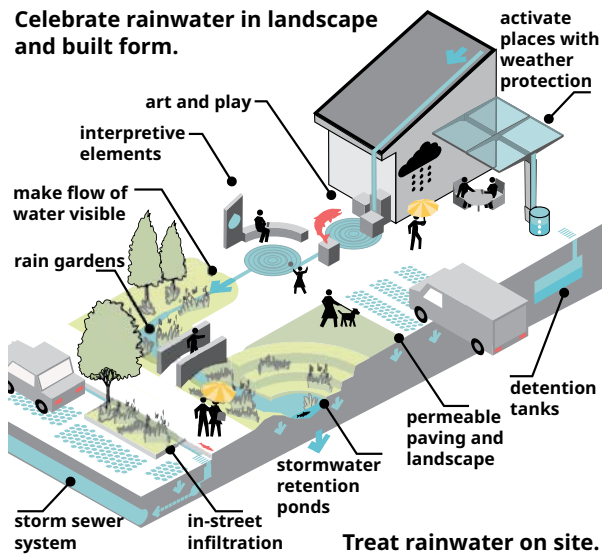 Celebrate rainwater in landscape
and built form.
activate
places with
weather
protection
art and play
interpretive
elements
make flow of
water visible
rain gardens
detention
tanks
permeable
paving and
landscape
stormwater
retention
ponds
storm sewer
system
in-street
infiltration
Treat rainwater on site.